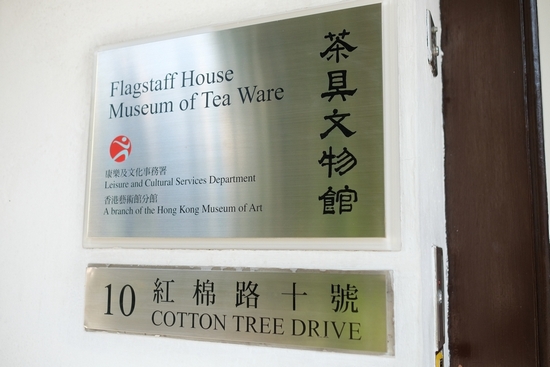 Flagstaff House
Museum of Tea Ware
茶具文物館
康樂及文化事務署
Leisure and Cultural Services Department
香港藝術館分館
A branch of the Hong Kong Museum of Art
10 紅棉路十號
COTTON TREE DRIVE